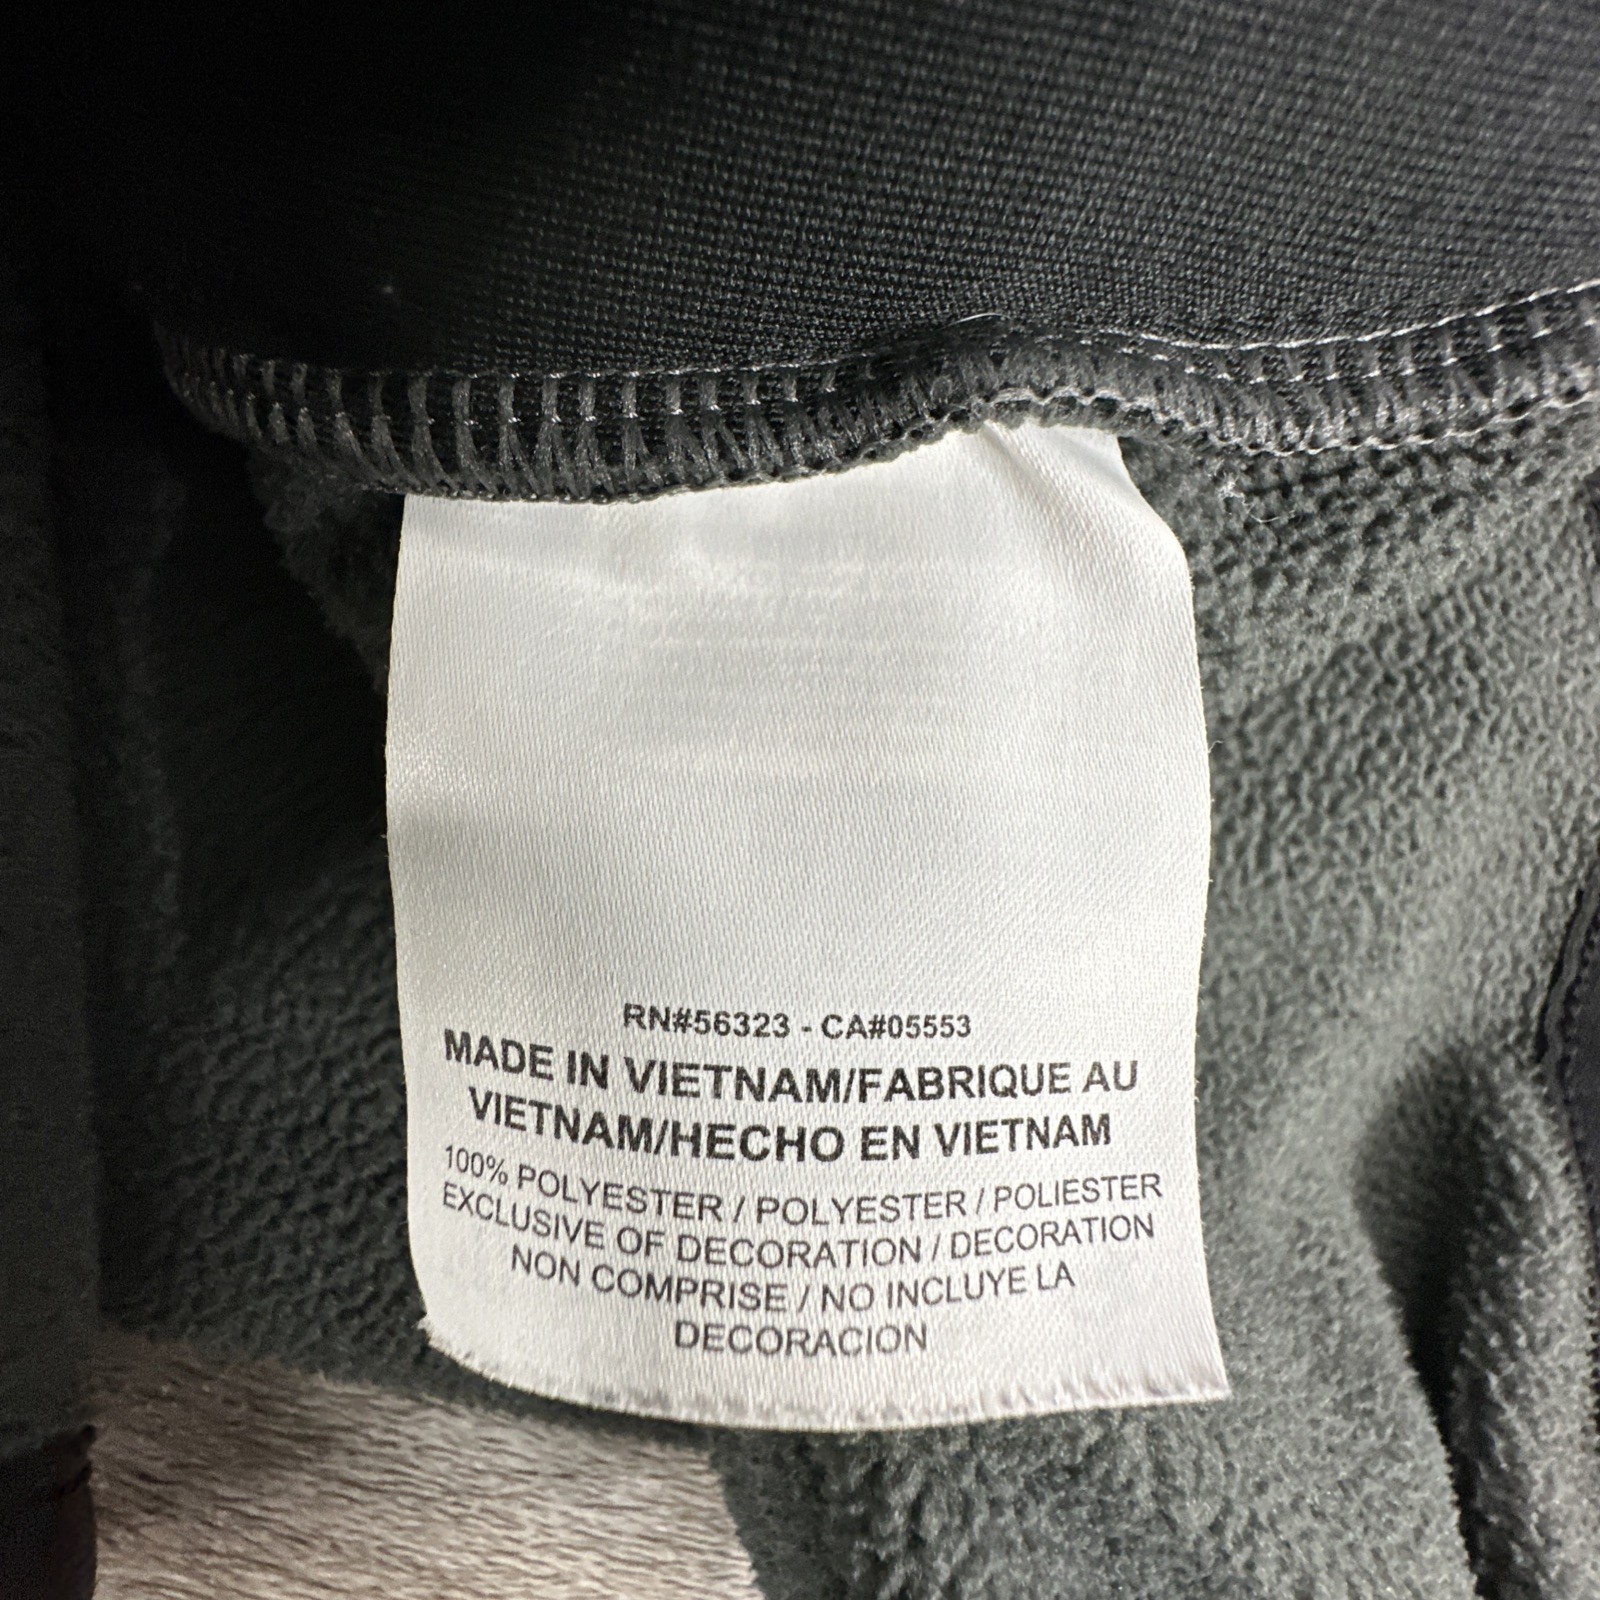 RN#56323 - CA#05553
MADE IN VIETNAM/FABRIQUE AU
VIETNAM/HECHO EN VIETNAM
100% POLYESTER / POLYESTER / POLIESTER
EXCLUSIVE OF DECORATION / DECORATION
NON COMPRISE / NO INCLUYE LA
DECORACION